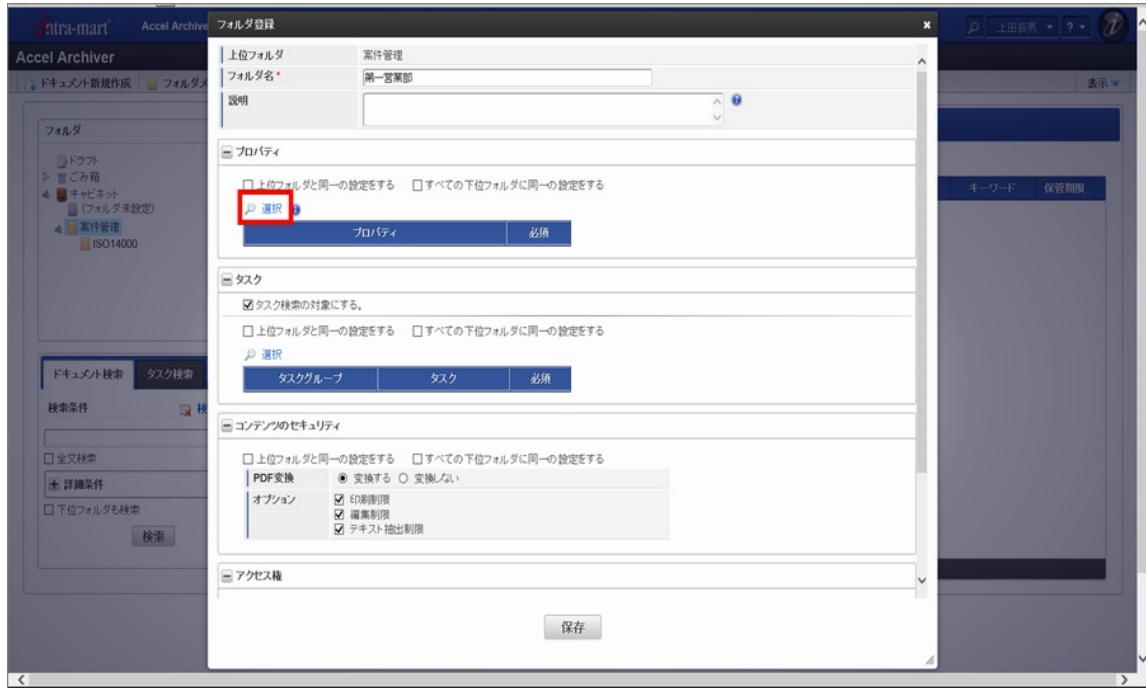 intra-mart Accel Archive
上田辰男
?
Accel Archiver
ドキュメント新規作成 フォルダメ
表示
フォルダ
ドラフト
ごみ箱
キャビネット
(フォルダ未設定)
案件管理
ISO14000
ドキュメント検索 タスク検索
検索条件 検
全文検索
詳細条件
下位フォルダも検索
検索
フォルダ登録
上位フォルダ 案件管理
フォルダ名* 第一営業部
説明
プロパティ
上位フォルダと同一の設定をする すべての下位フォルダに同一の設定をする
選択
プロパティ 必須
タスク
タスク検索の対象にする。
上位フォルダと同一の設定をする すべての下位フォルダに同一の設定をする
選択
タスクグループ タスク 必須
コンテンツのセキュリティ
上位フォルダと同一の設定をする すべての下位フォルダに同一の設定をする
PDF変換 変換する 変換しない
オプション 印刷制限
編集制限
テキスト抽出制限
アクセス権
保存
キーワード 保管期限